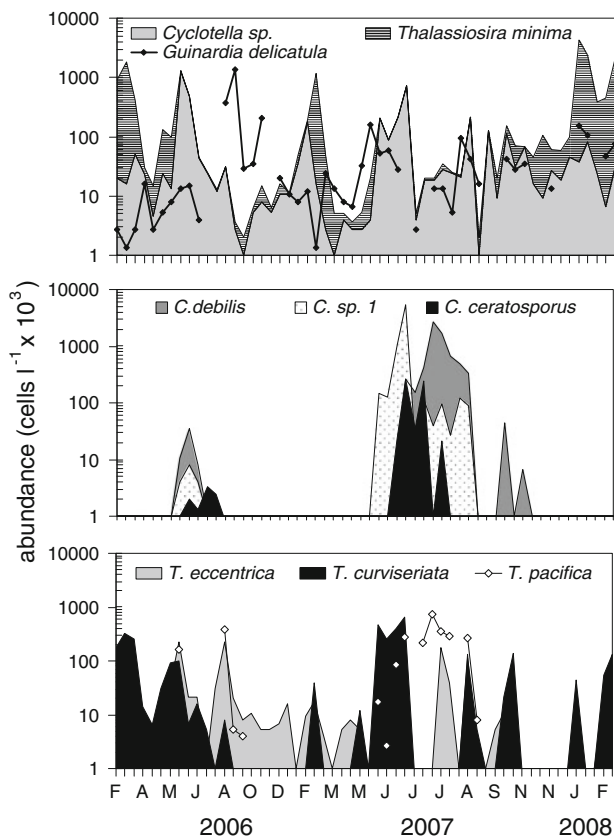 Cyclotella sp. Thalassiosira minima
Guinardia delicatula
10000
1000
100
10
1
C.debilis C. sp. 1 C. ceratosporus
10000
1000
100
10
1
abundance (cells l⁻¹ x 10³)
T. eccentrica T. curviseriata T. pacifica
10000
1000
100
10
1
F A M J A O D F M J J A S N J F
2006 2007 2008